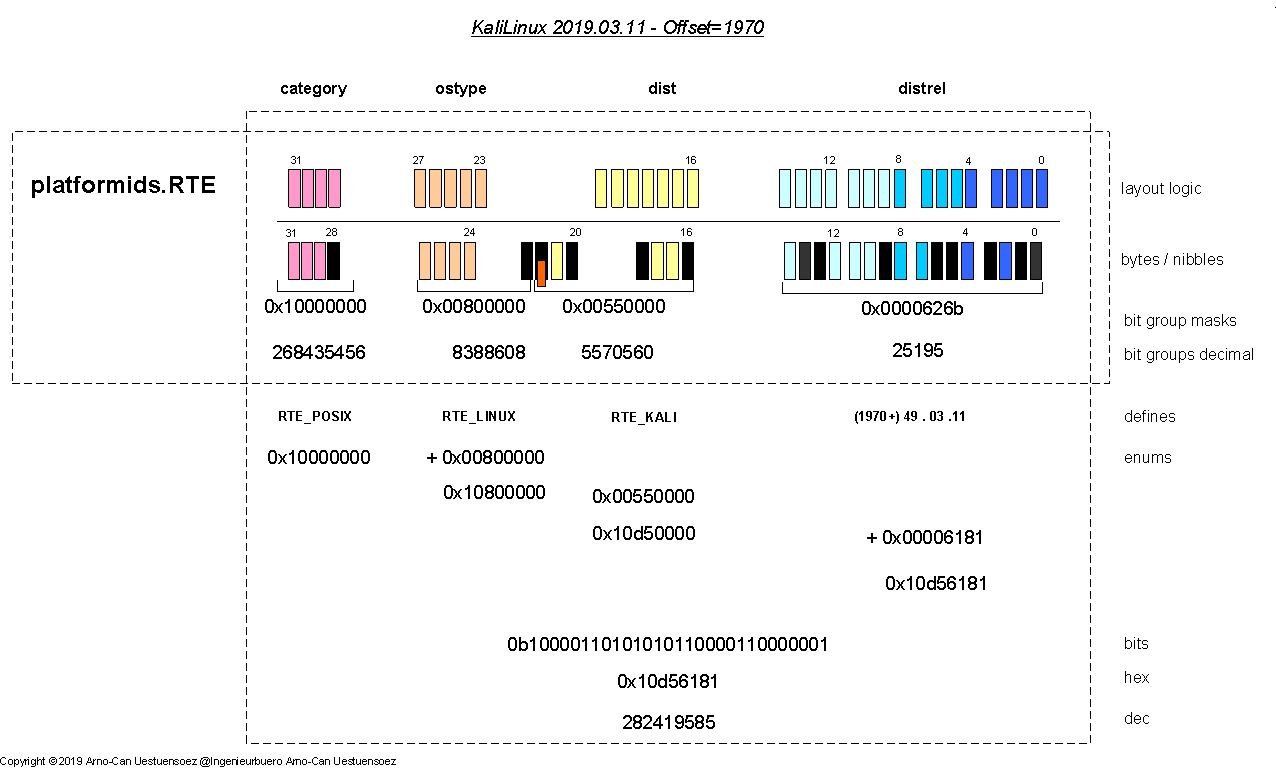 KaliLinux 2019.03.11 - Offset=1970
category ostype dist distrel
31 27 23 16 12 8 4 0
platformids.RTE layout logic
31 28 24 20 16 12 8 4 0
bytes / nibbles
0x10000000 0x00800000 0x00550000 0x0000626b
bit group masks
268435456 8388608 5570560 25195 bit groups decimal
RTE_POSIX RTE_LINUX RTE_KALI (1970+) 49 . 03 .11 defines
0x10000000 + 0x00800000 enums
0x10800000 0x00550000
0x10d50000 + 0x00006181
0x10d56181
0b10000110101010110000110000001 bits
0x10d56181 hex
282419585 dec
Copyright ©2019 Arno-Can Uestuensoez @Ingenieurbuero Arno-Can Uestuensoez